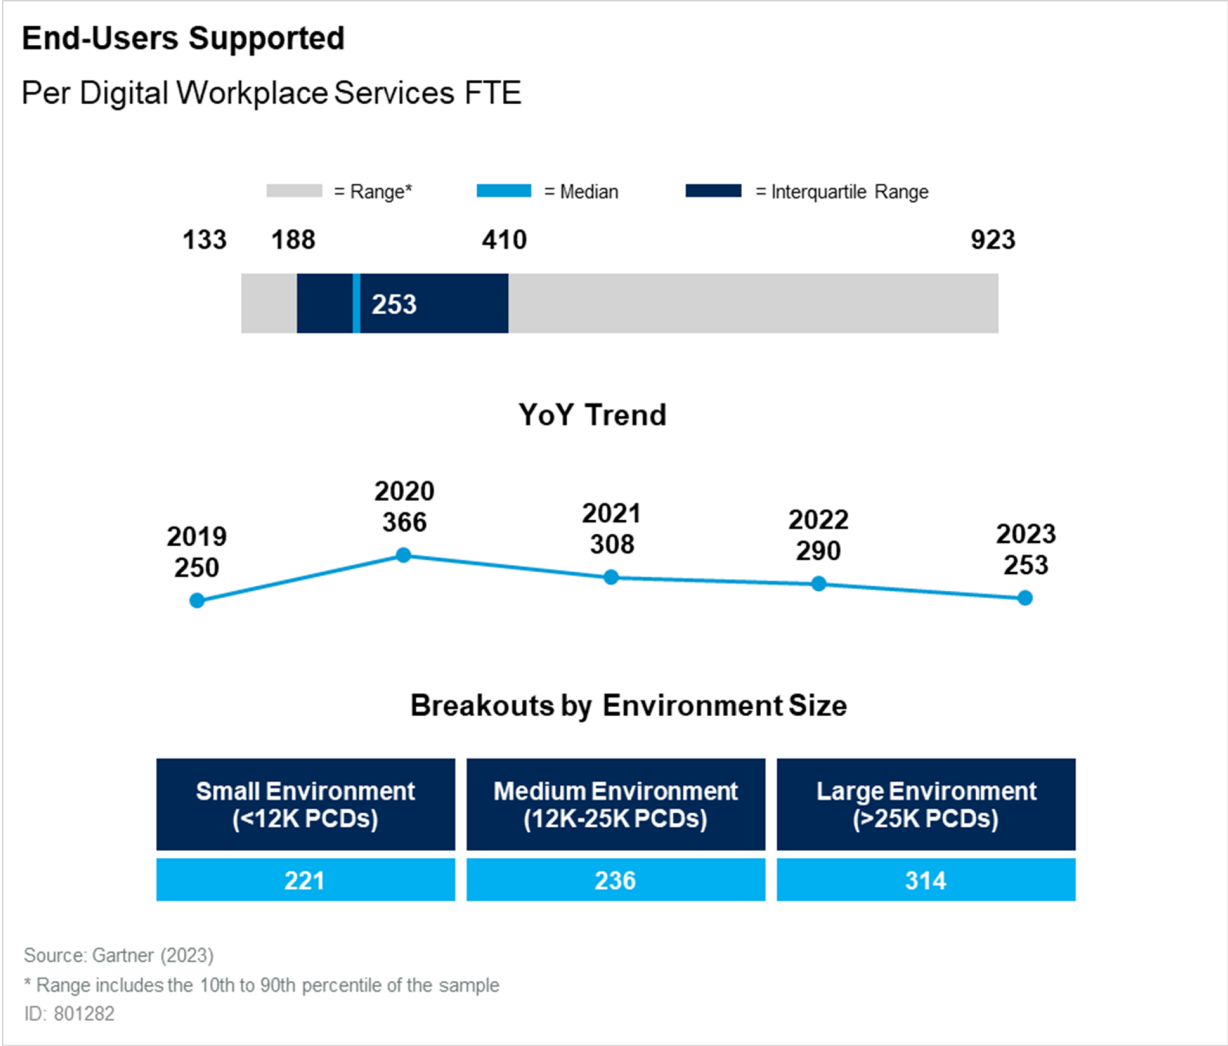 End-Users Supported
Per Digital Workplace Services FTE
= Range*
= Median
= Interquartile Range
133
188
410
923
253
YoY Trend
2019
250
2020
366
2021
308
2022
290
2023
253
Breakouts by Environment Size
Small Environment
(<12K PCDs)
Medium Environment
(12K-25K PCDs)
Large Environment
(>25K PCDs)
221
236
314
Source: Gartner (2023)
* Range includes the 10th to 90th percentile of the sample
ID: 801282